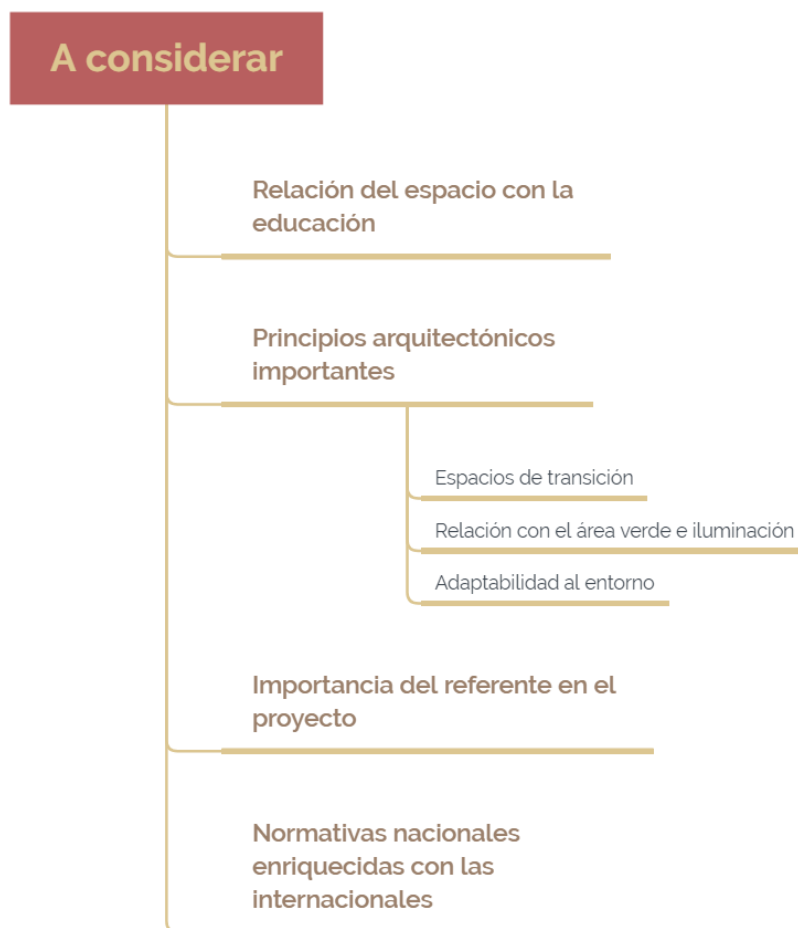 A considerar
Relación del espacio con la
educación
Principios arquitectónicos
importantes
Espacios de transición
Relación con el área verde e iluminación
Adaptabilidad al entorno
Importancia del referente en el
proyecto
Normativas nacionales
enriquecidas con las
internacionales